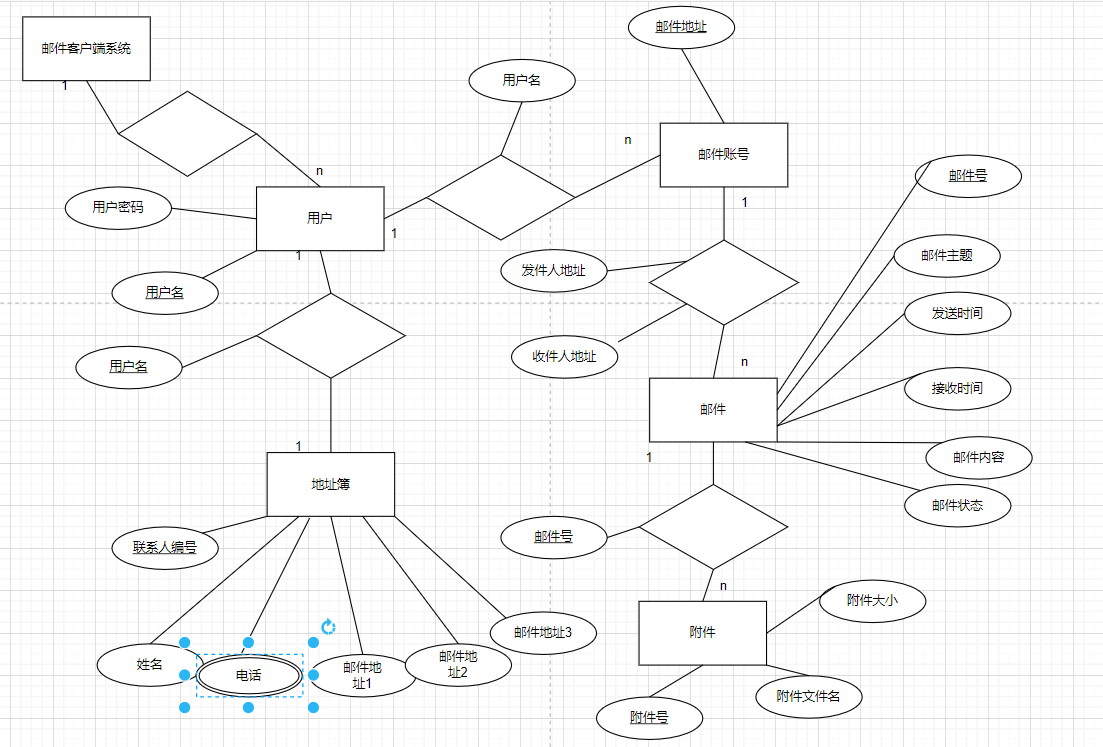 邮件地址
邮件客户端系统
用户名
1
n
邮件账号
邮件号
n
用户密码
用户
1
1
1
邮件主题
发件人地址
用户名
发送时间
收件人地址
n
用户名
接收时间
邮件
1
1
邮件内容
地址簿
邮件状态
联系人编号
邮件号
n
附件大小
邮件地址3
附件
姓名
电话
邮件地
址1
邮件地
址2
附件文件名
附件号